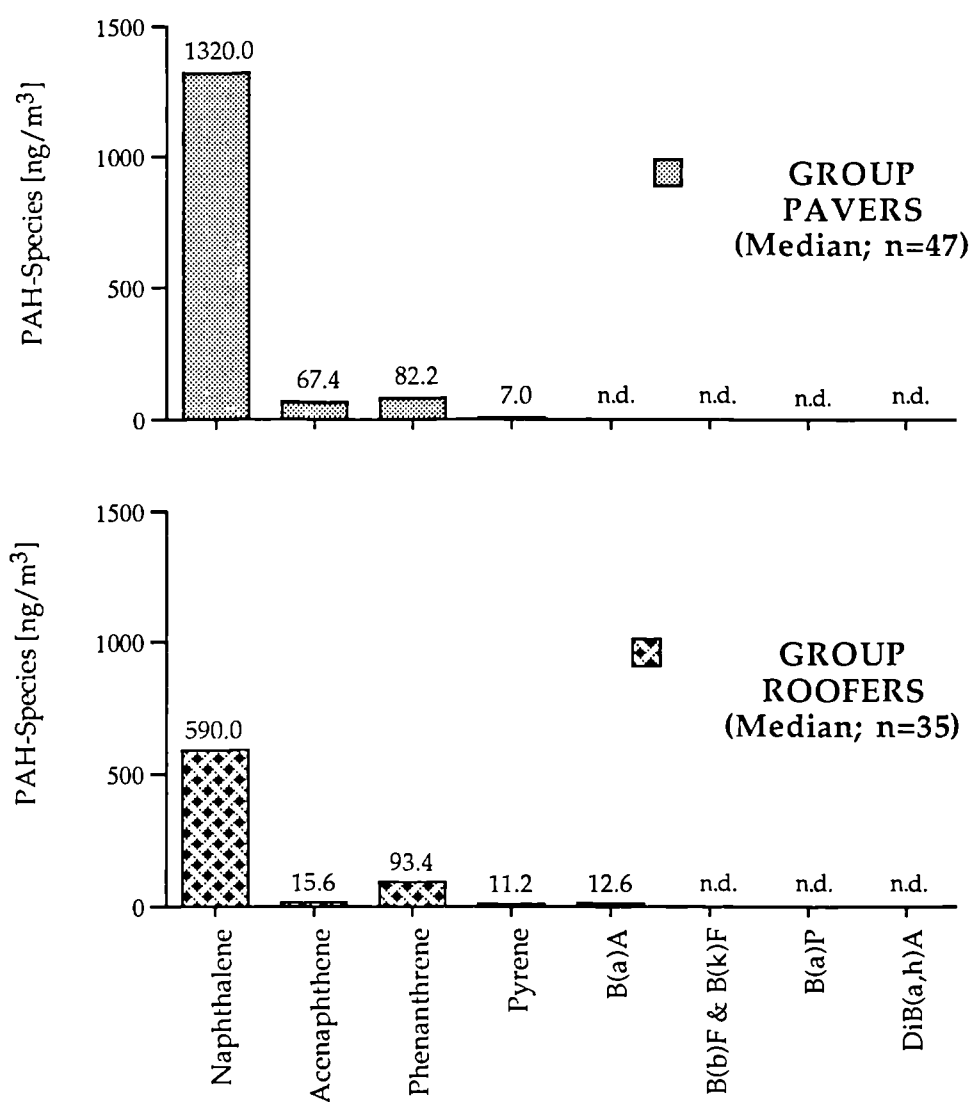 PAH-Species [ng/m³]
1500
1000
500
0
1320.0
67.4
82.2
7.0
n.d.
n.d.
n.d.
n.d.
GROUP
PAVERS
(Median; n=47)
PAH-Species [ng/m³]
1500
1000
500
0
590.0
15.6
93.4
11.2
12.6
n.d.
n.d.
n.d.
GROUP
ROOFERS
(Median; n=35)
Naphthalene
Acenaphthene
Phenanthrene
Pyrene
B(a)A
B(b)F & B(k)F
B(a)P
DiB(a,h)A